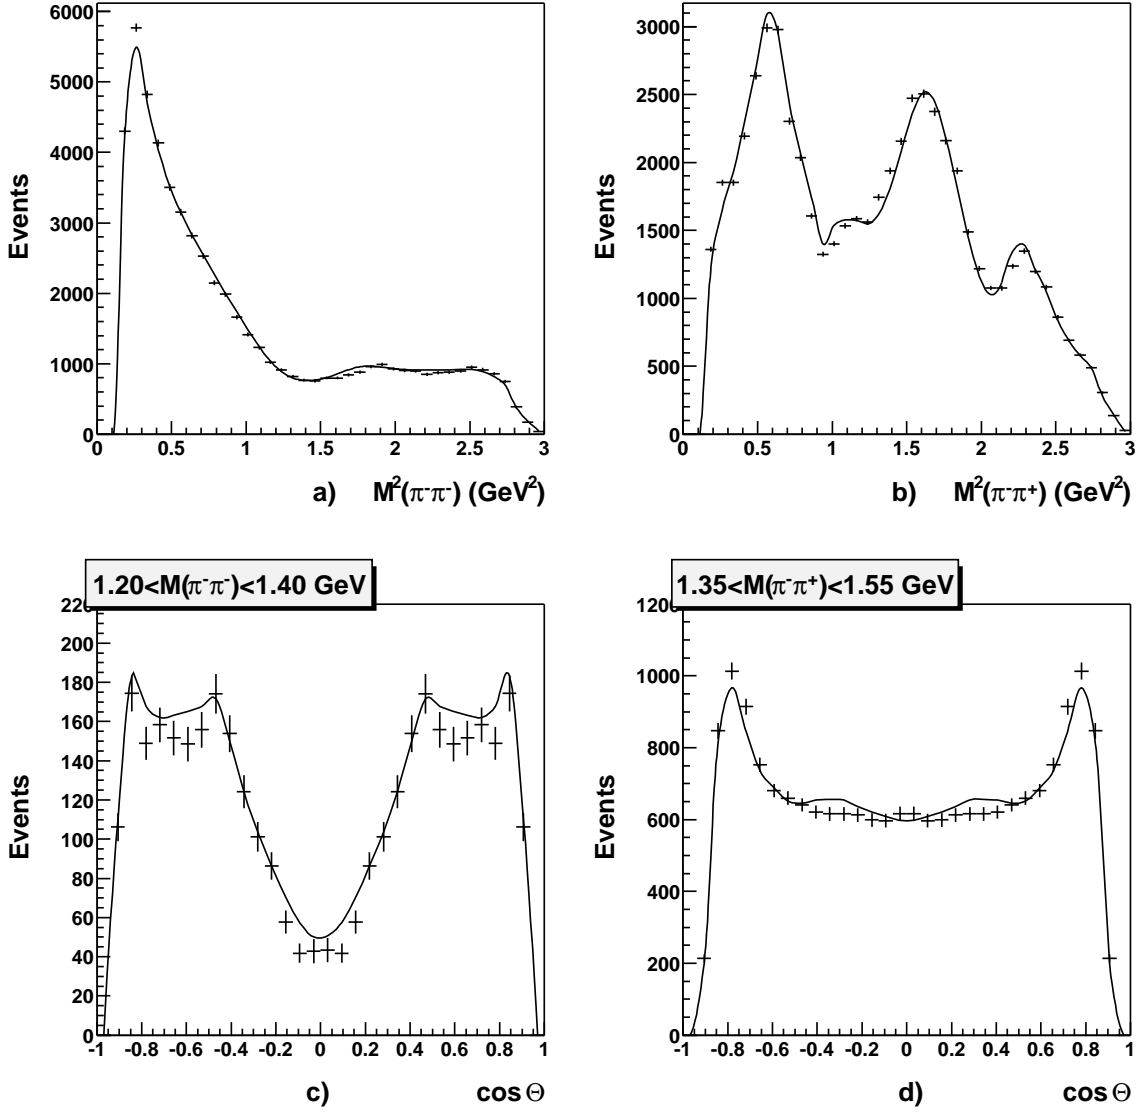 6000
5000
4000
3000
2000
1000
0
0 0.5 1 1.5 2 2.5 3
Events
a) M²(π⁻π⁻) (GeV²)
3000
2500
2000
1500
1000
500
0
0 0.5 1 1.5 2 2.5 3
Events
b) M²(π⁻π⁺) (GeV²)
1.20<M(π⁻π⁻)<1.40 GeV
220
200
180
160
140
120
100
80
60
40
20
0
-1 -0.8 -0.6 -0.4 -0.2 0 0.2 0.4 0.6 0.8 1
Events
c) cos Θ
1.35<M(π⁻π⁺)<1.55 GeV
1200
1000
800
600
400
200
0
-1 -0.8 -0.6 -0.4 -0.2 0 0.2 0.4 0.6 0.8 1
Events
d) cos Θ